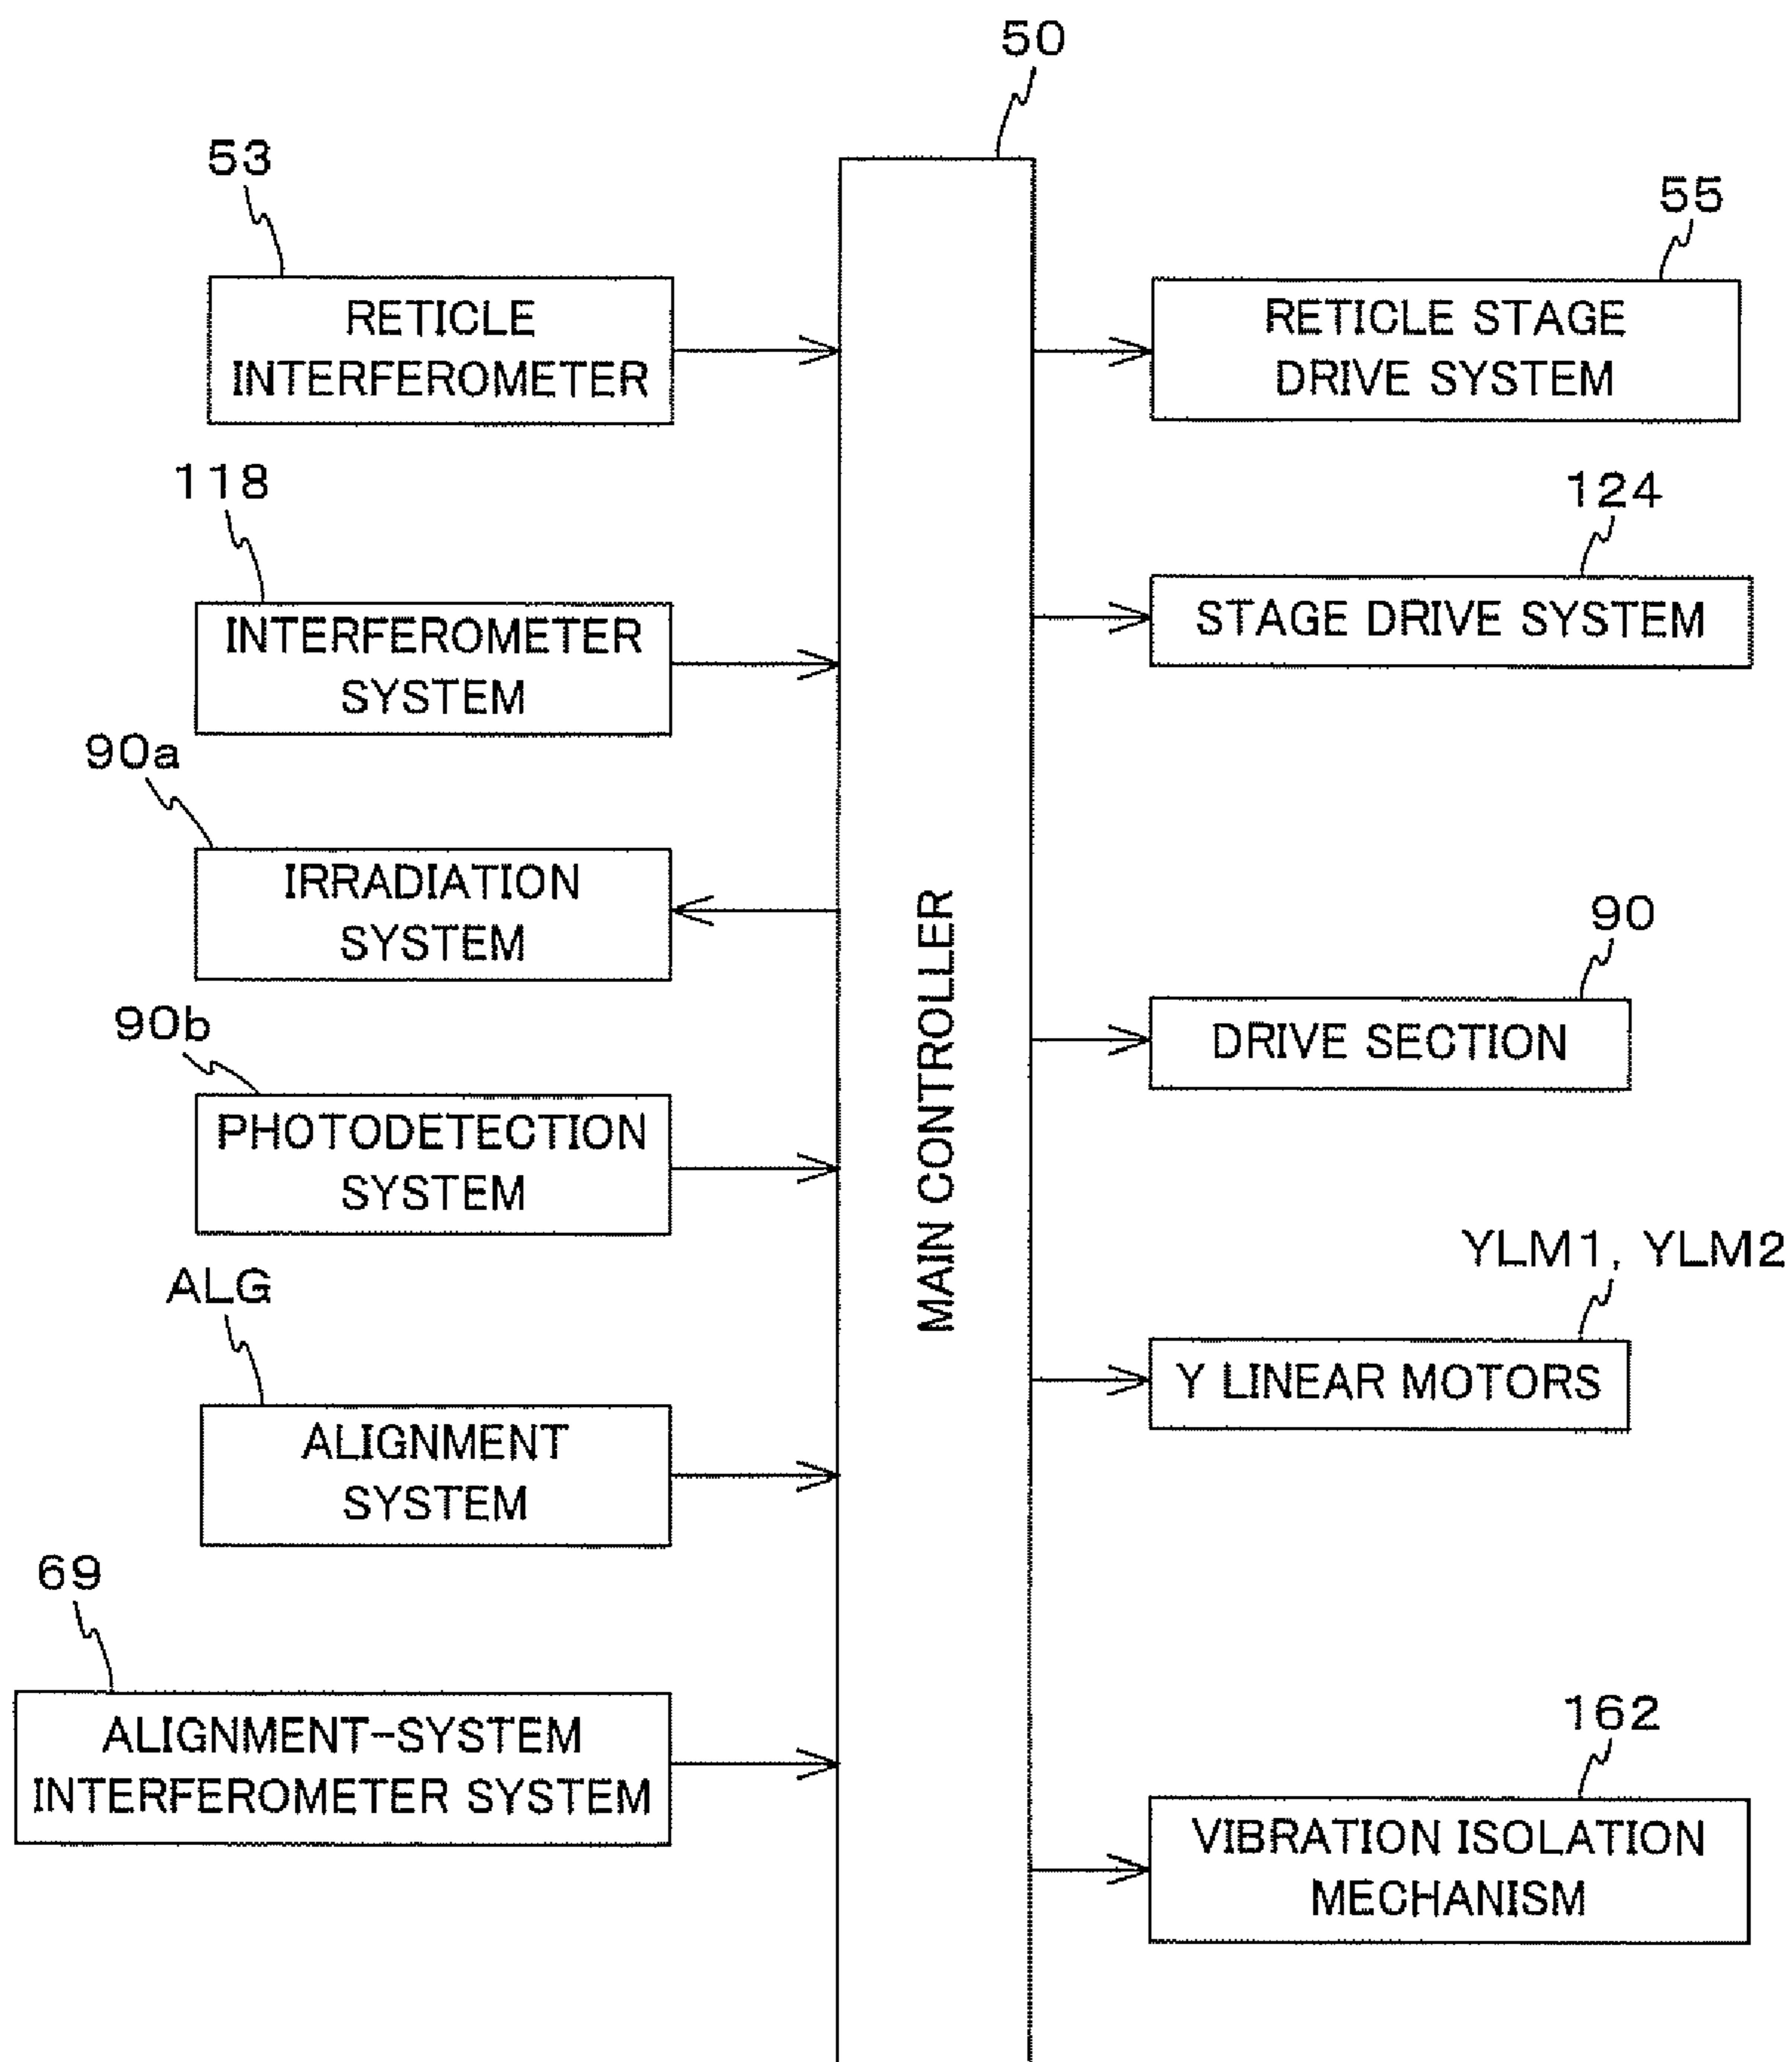 50
53
RETICLE
INTERFEROMETER
118
INTERFEROMETER
SYSTEM
90a
IRRADIATION
SYSTEM
90b
PHOTODETECTION
SYSTEM
ALG
ALIGNMENT
SYSTEM
69
ALIGNMENT-SYSTEM
INTERFEROMETER SYSTEM
MAIN CONTROLLER
55
RETICLE STAGE
DRIVE SYSTEM
124
STAGE DRIVE SYSTEM
90
DRIVE SECTION
YLM1, YLM2
Y LINEAR MOTORS
162
VIBRATION ISOLATION
MECHANISM